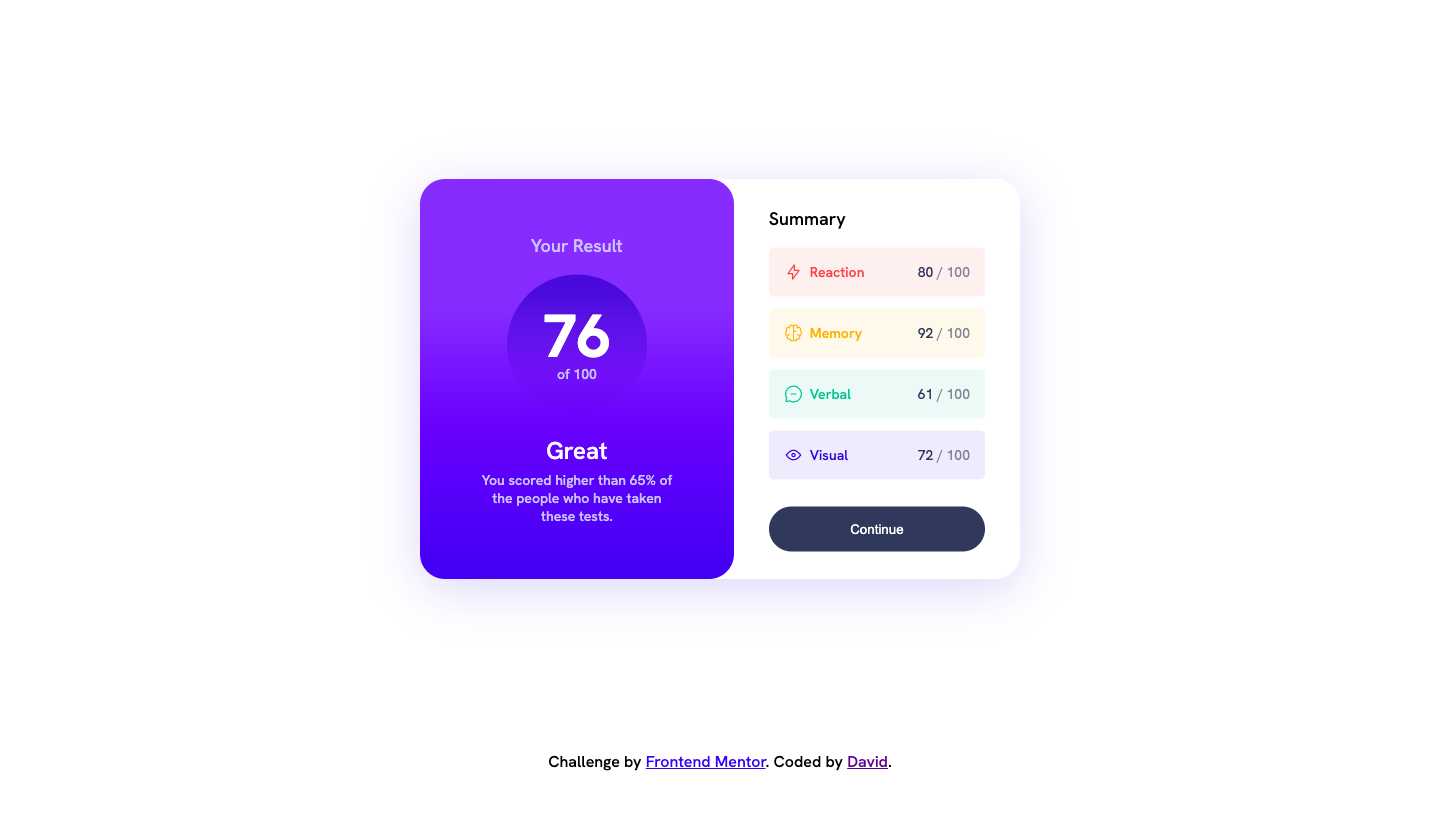 Your Result
76
of 100
Great
You scored higher than 65% of
the people who have taken
these tests.
Summary
Reaction 80 / 100
Memory 92 / 100
Verbal 61 / 100
Visual 72 / 100
Continue
Challenge by Frontend Mentor. Coded by David.